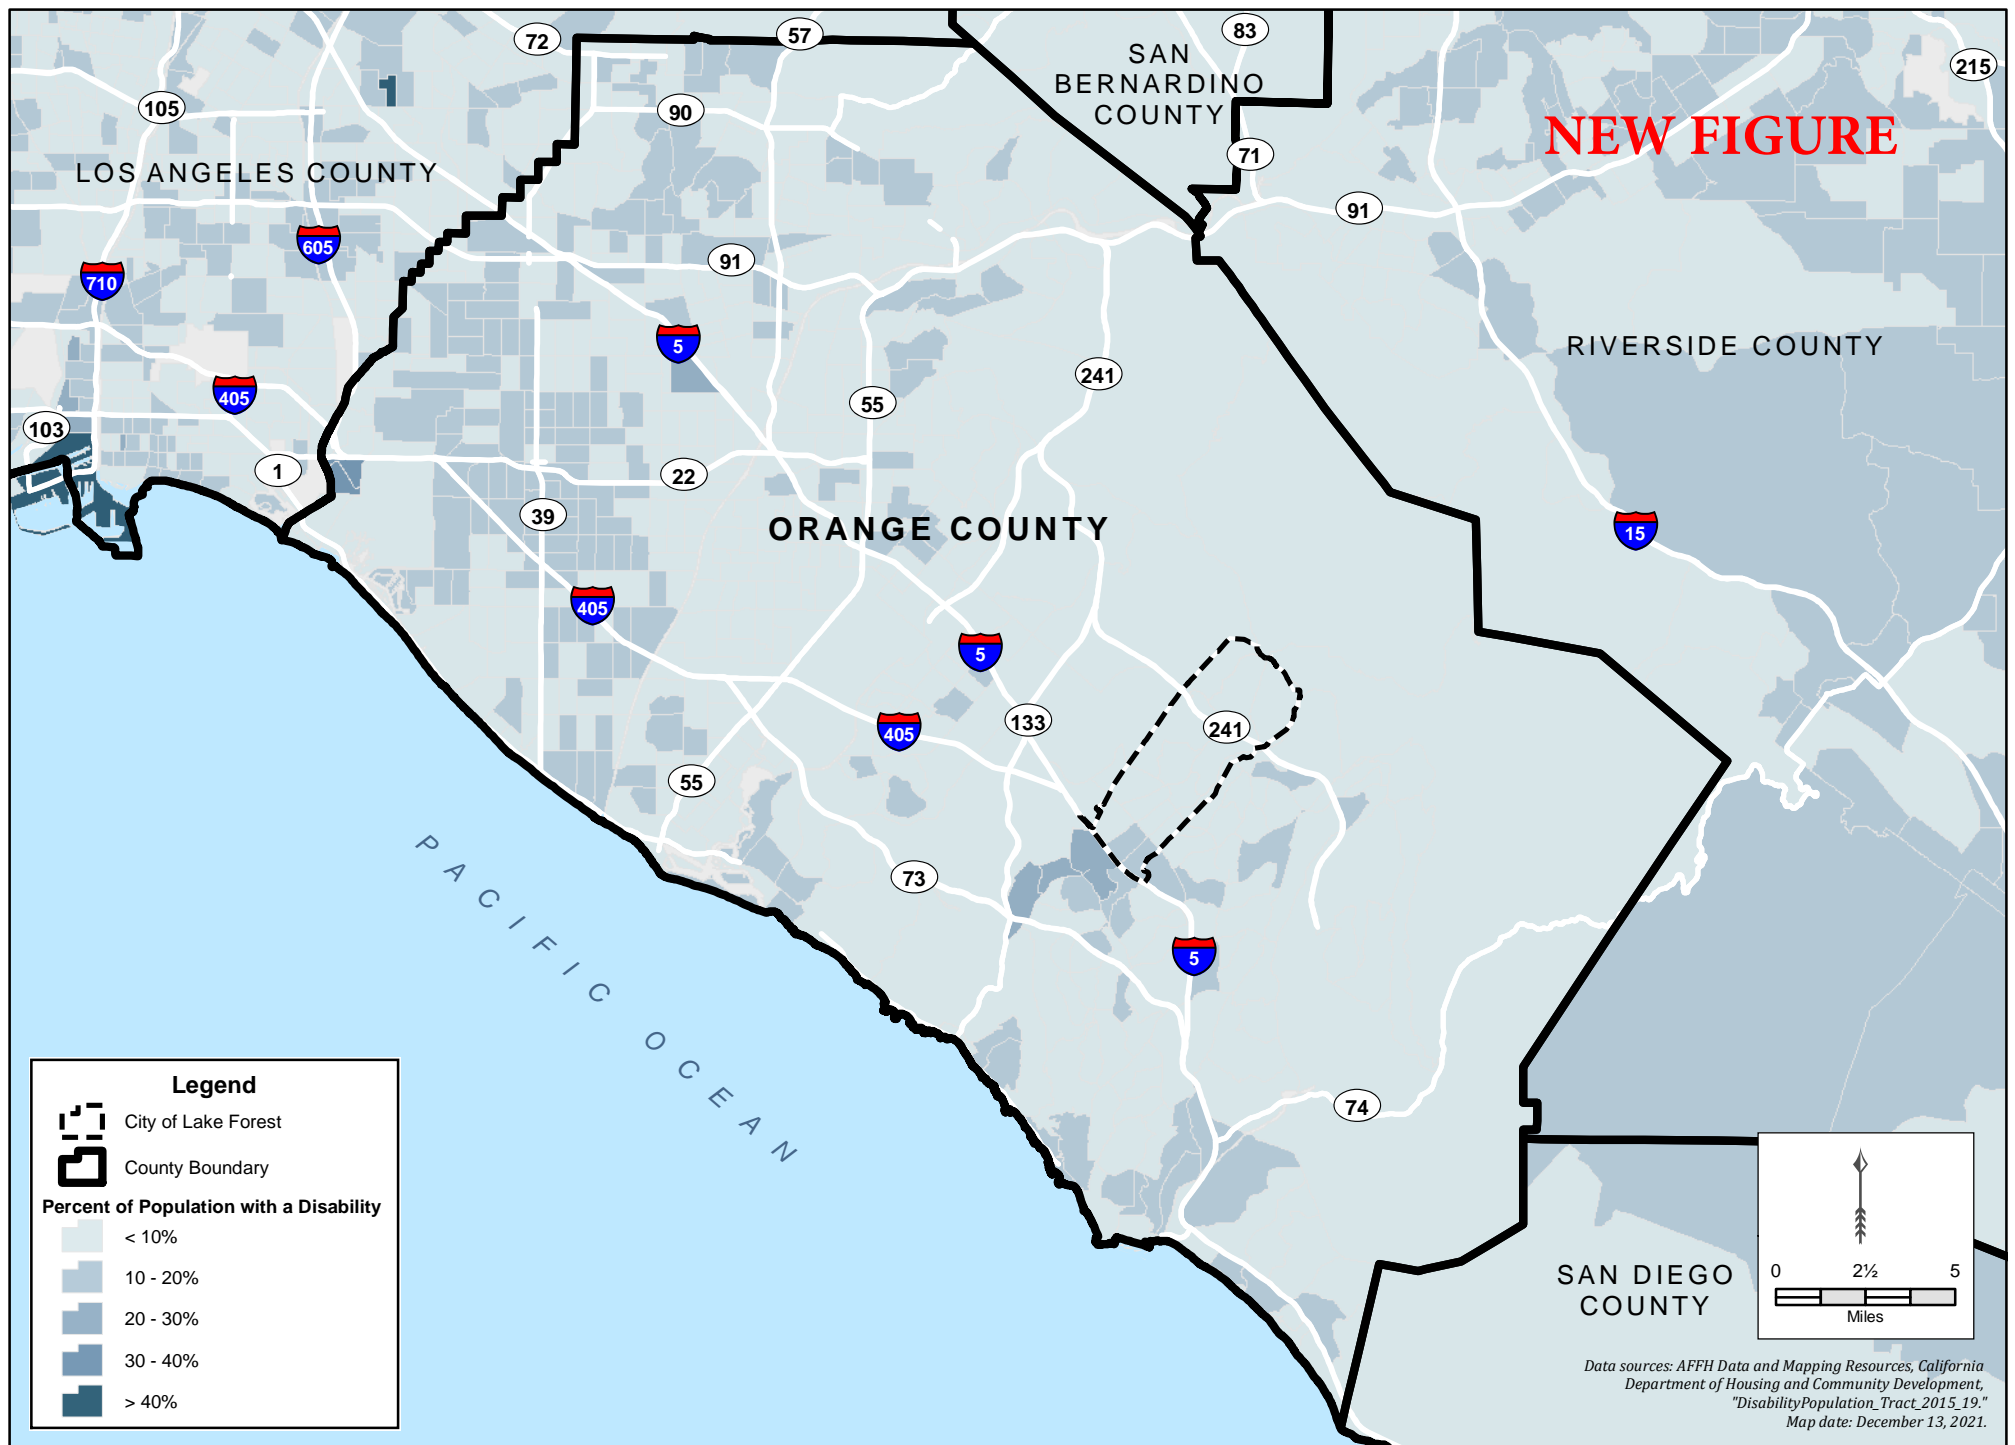 72
57
83
215
SAN
BERNARDINO
COUNTY
105
90
NEW FIGURE
71
LOS ANGELES COUNTY
91
605
91
710
5
RIVERSIDE COUNTY
241
405
55
103
1
22
39
ORANGE COUNTY
15
405
5
133
405
241
55
73
PACIFIC OCEAN
5
74
Legend
City of Lake Forest
County Boundary
Percent of Population with a Disability
< 10%
10 - 20%
20 - 30%
30 - 40%
> 40%
SAN DIEGO
COUNTY
0 2½ 5
Miles
Data sources: AFFH Data and Mapping Resources, California
Department of Housing and Community Development,
"DisabilityPopulation_Tract_2015_19."
Map date: December 13, 2021.